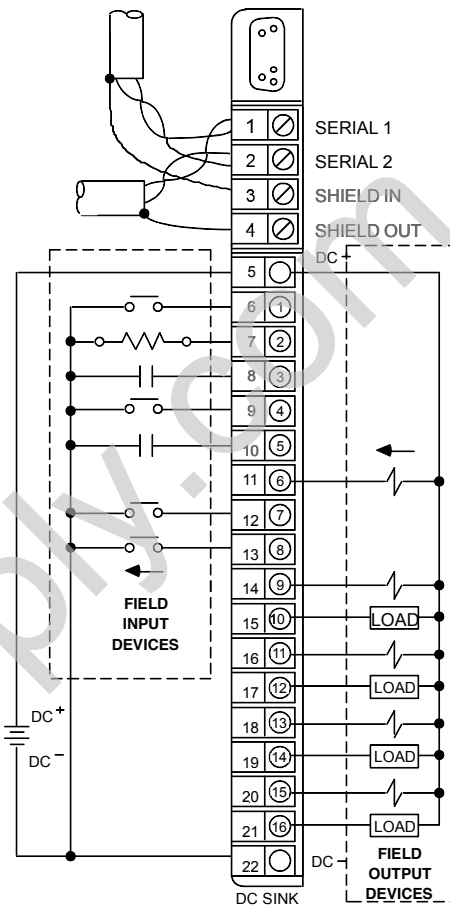 1 SERIAL 1
2 SERIAL 2
3 SHIELD IN
4 SHIELD OUT
DC
5
6 1
7 2
8 3
9 4
10 5
11 6
12 7
13 8
FIELD
INPUT
DEVICES
14 9
15 10 LOAD
16 11
17 12 LOAD
18 13
DC +
DC −
19 14 LOAD
20 15
21 16 LOAD
22
DC −
FIELD
OUTPUT
DEVICES
DC SINK
ply.com